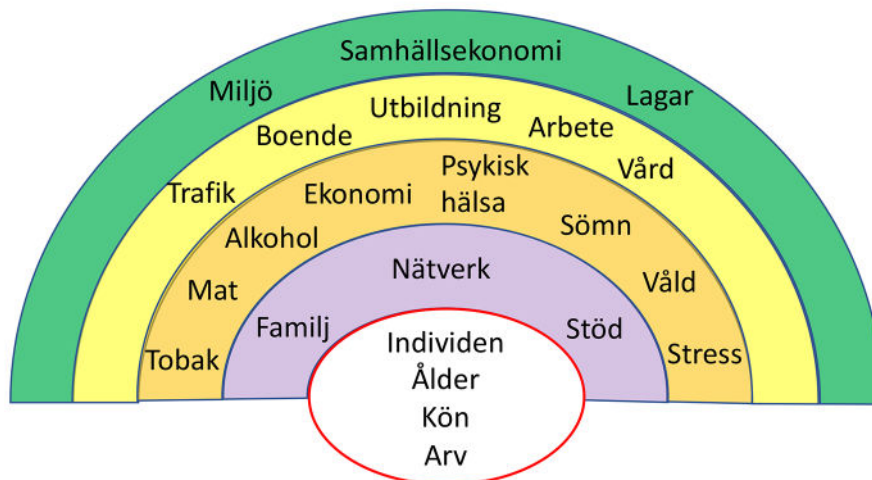 Samhällsekonomi
Miljö
Lagar
Utbildning
Boende
Arbete
Trafik
Vård
Psykisk
hälsa
Ekonomi
Alkohol
Sömn
Mat
Våld
Tobak
Stress
Nätverk
Familj
Stöd
Individen
Ålder
Kön
Arv